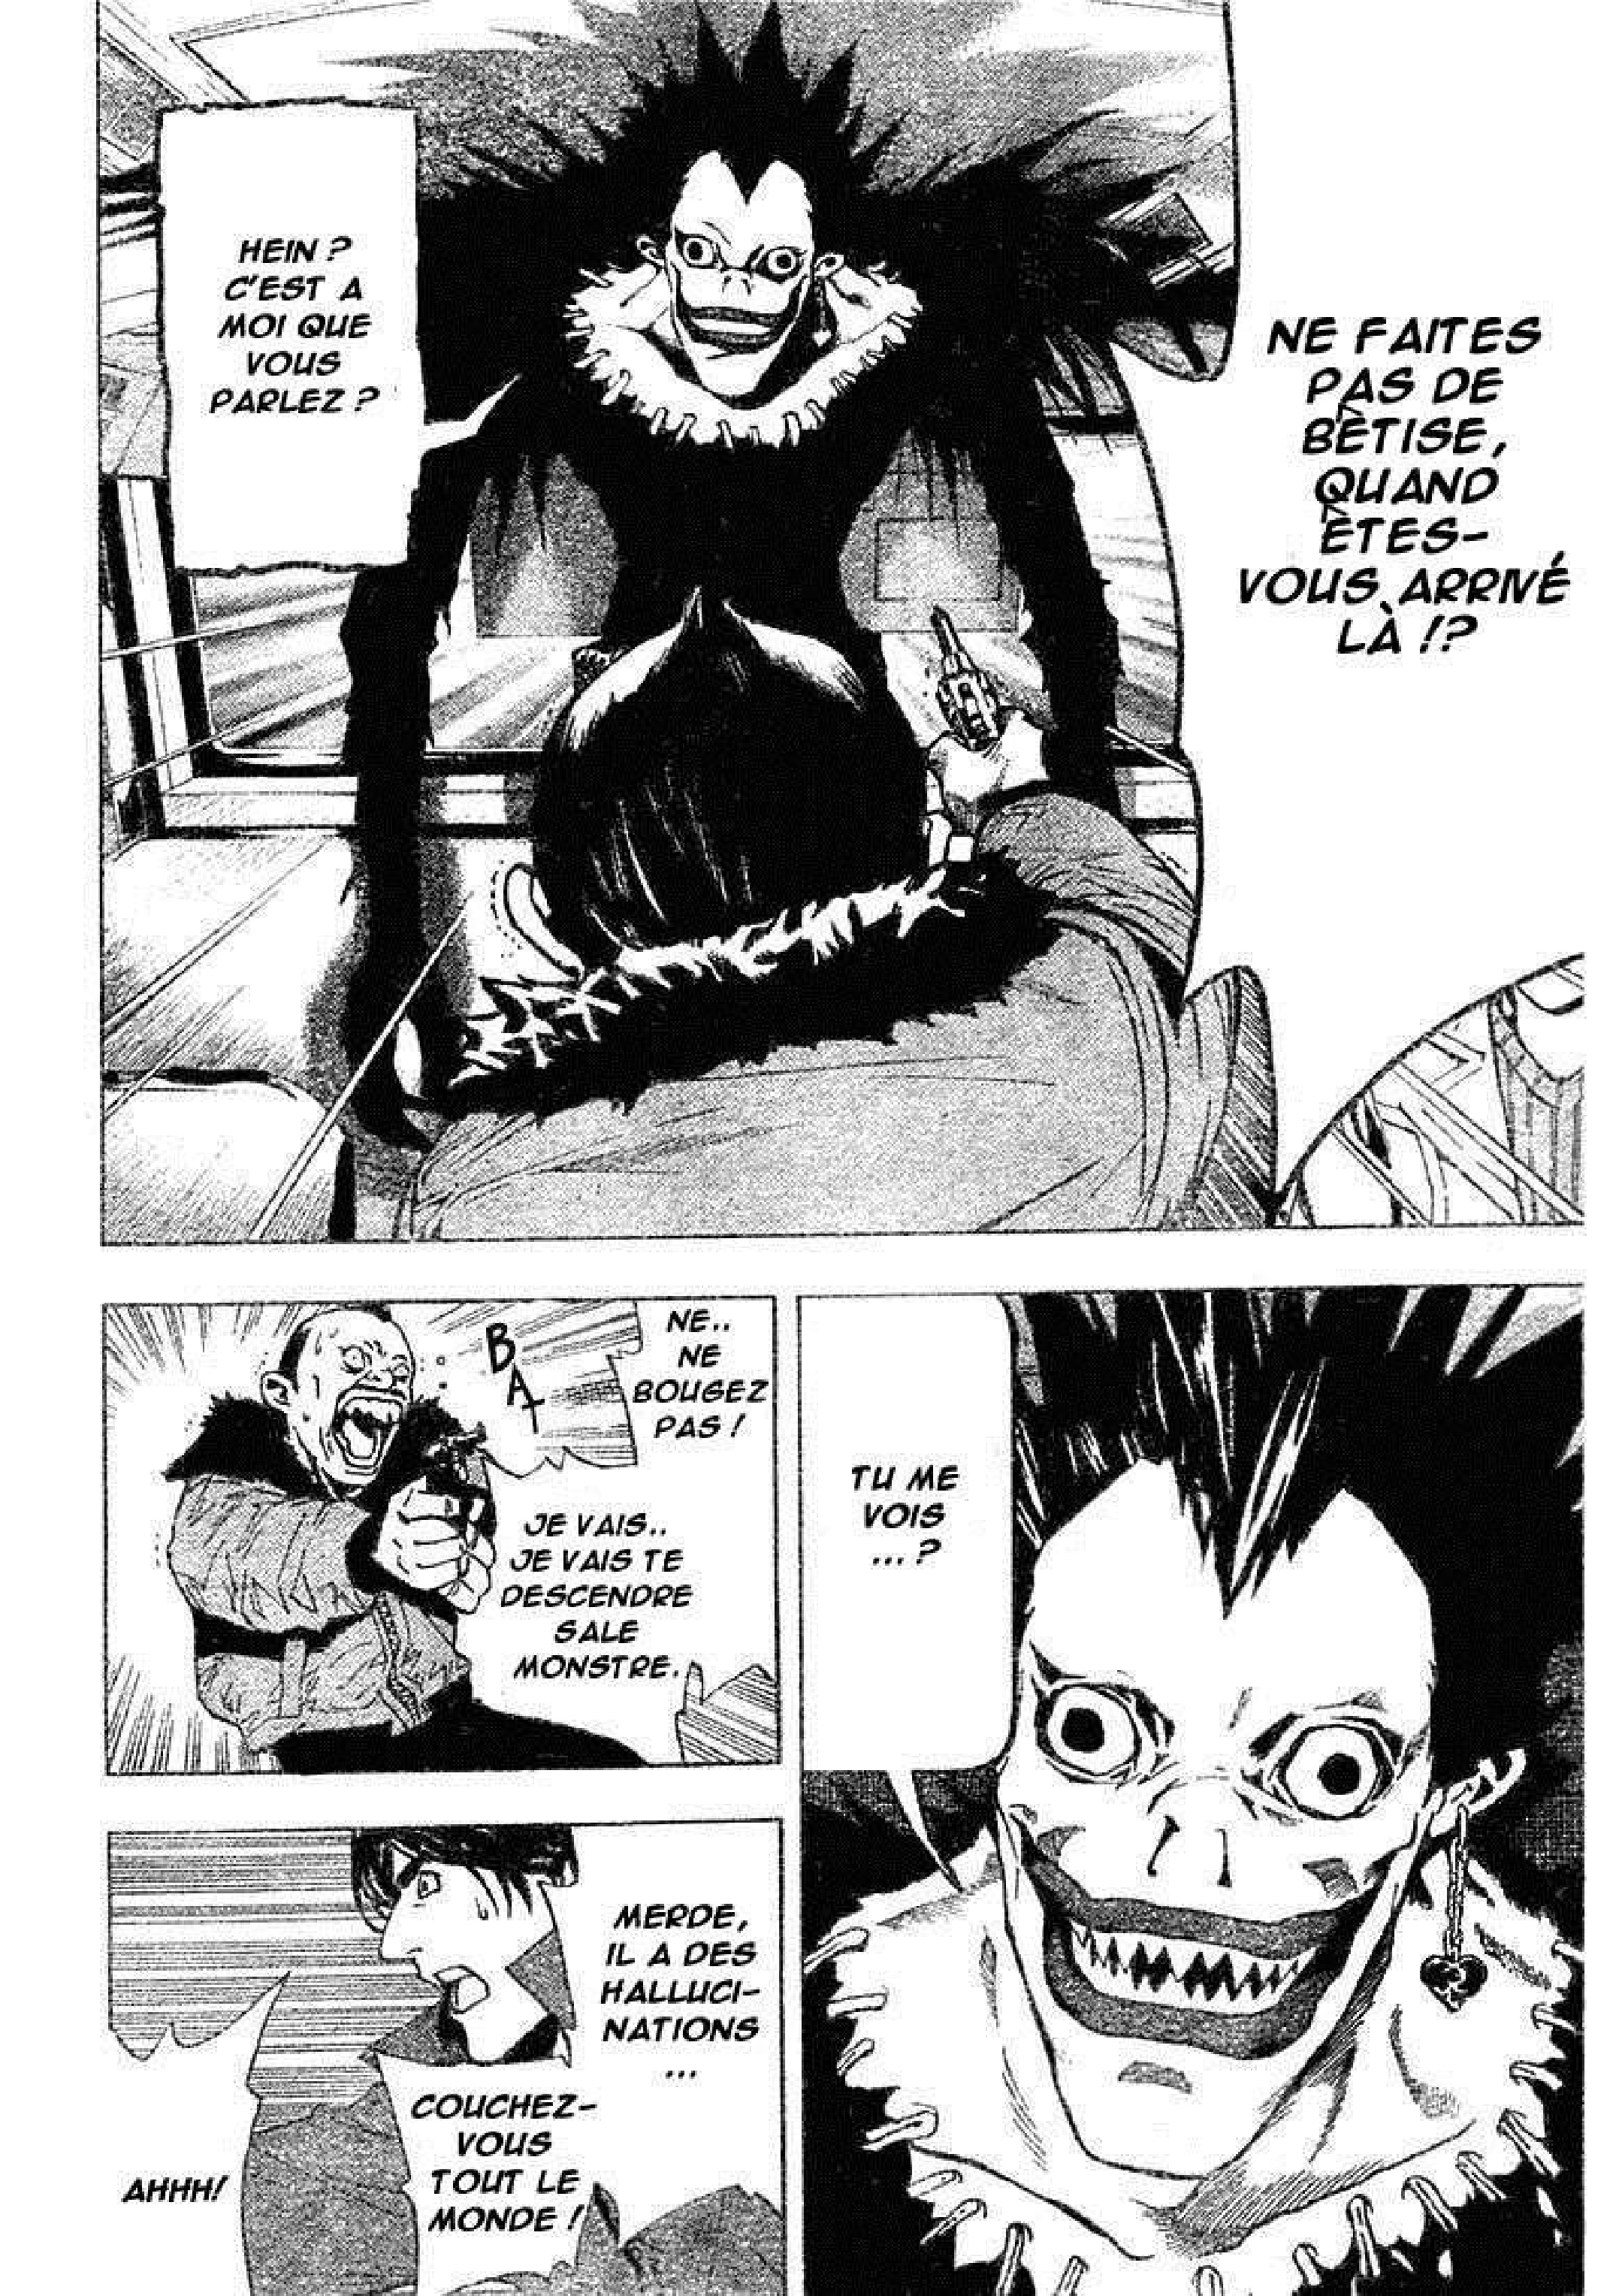 NE FAITES
PAS DE
BÊTISE,
QUAND
ÊTES-
VOUS ARRIVÉ
LÀ !?
HEIN ?
C'EST A
MOI QUE
VOUS
PARLEZ ?
TU ME
VOIS
... ?
NE..
NE
BOUGEZ
PAS !
BAT
JE VAIS..
JE VAIS TE
DESCENDRE
SALE
MONSTRE.
MERDE,
IL A DES
HALLUCI-
NATIONS
...
COUCHEZ-
VOUS
TOUT LE
MONDE !
AHHH!